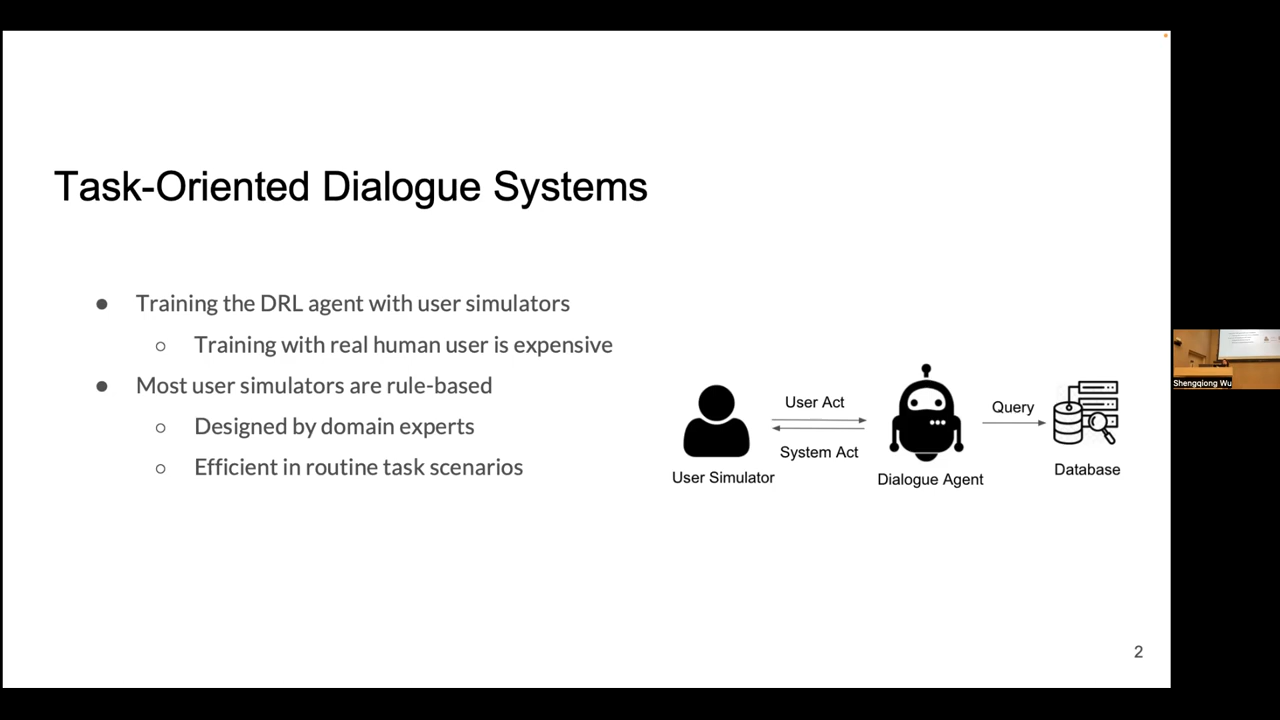 Task-Oriented Dialogue Systems
● Training the DRL agent with user simulators
○ Training with real human user is expensive
● Most user simulators are rule-based
○ Designed by domain experts
○ Efficient in routine task scenarios
User Act
System Act
Query
User Simulator
Dialogue Agent
Database
Shengqiong Wu
2